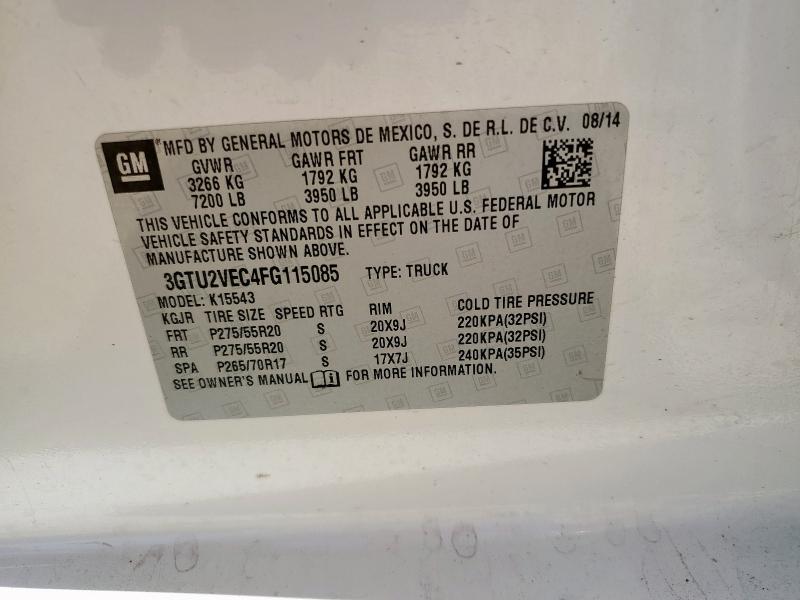 GM
MFD BY GENERAL MOTORS DE MEXICO, S. DE R.L. DE C.V. 08/14
GVWR GAWR FRT GAWR RR
3266 KG 1792 KG 1792 KG
7200 LB 3950 LB 3950 LB
THIS VEHICLE CONFORMS TO ALL APPLICABLE U.S. FEDERAL MOTOR
VEHICLE SAFETY STANDARDS IN EFFECT ON THE DATE OF
MANUFACTURE SHOWN ABOVE.
3GTU2VEC4FG115085 TYPE: TRUCK
MODEL: K15543
KGJR TIRE SIZE SPEED RTG RIM COLD TIRE PRESSURE
FRT P275/55R20 S 20X9J 220KPA(32PSI)
RR P275/55R20 S 20X9J 220KPA(32PSI)
SPA P265/70R17 S 17X7J 240KPA(35PSI)
SEE OWNER'S MANUAL FOR MORE INFORMATION.